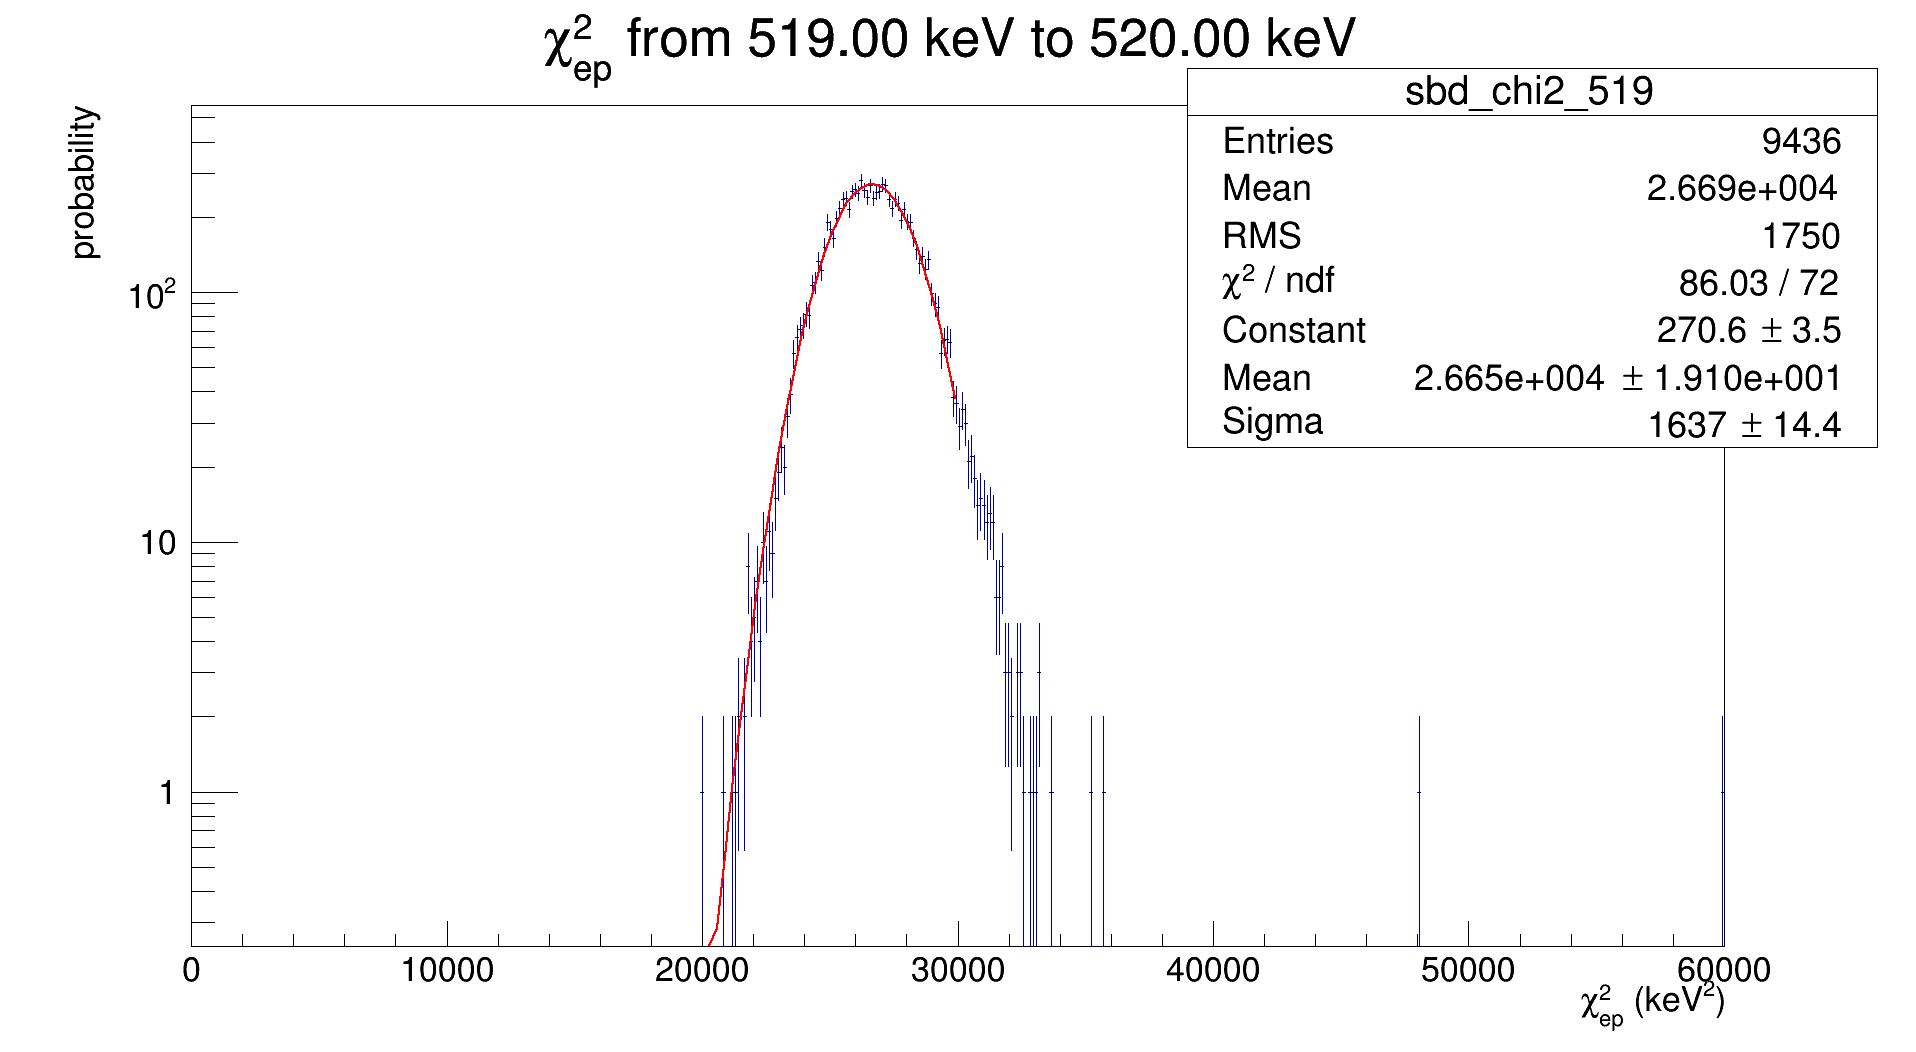 χ²ep from 519.00 keV to 520.00 keV
probability
sbd_chi2_519
Entries 9436
Mean 2.669e+004
RMS 1750
χ² / ndf 86.03 / 72
Constant 270.6 ± 3.5
Mean 2.665e+004 ± 1.910e+001
Sigma 1637 ± 14.4
10²
10
1
0 10000 20000 30000 40000 50000 60000
χ²ep (keV²)